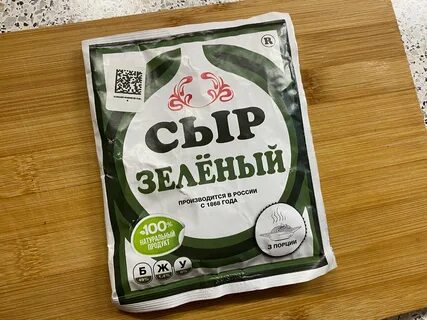 ®
СЫР
ЗЕЛЁНЫЙ
ПРОИЗВОДИТСЯ В РОССИИ
С 1868 ГОДА
100%
НАТУРАЛЬНЫЙ
ПРОДУКТ
3 ПОРЦИИ
Б Ж У